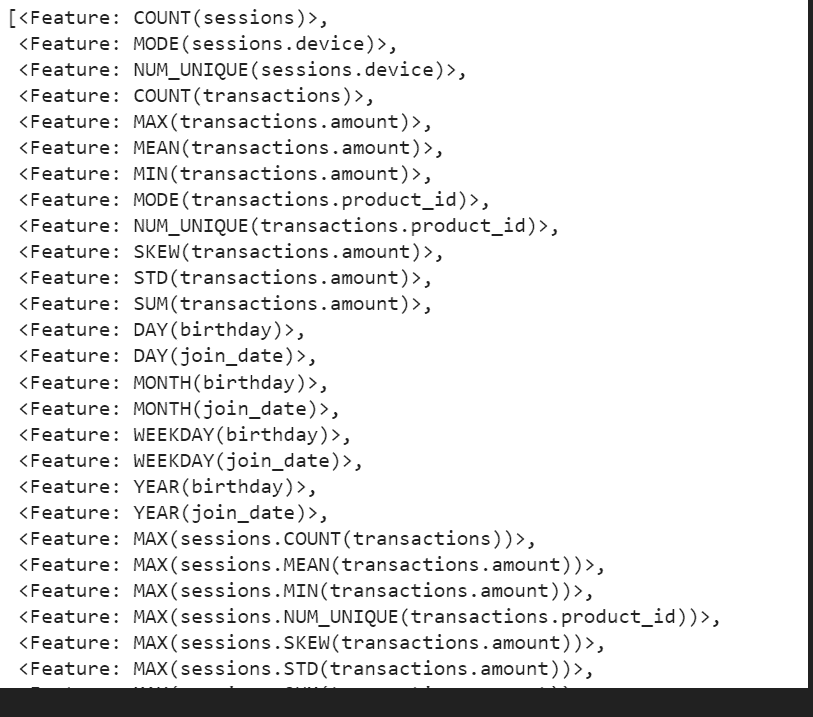 [<Feature: COUNT(sessions)>,
<Feature: MODE(sessions.device)>,
<Feature: NUM_UNIQUE(sessions.device)>,
<Feature: COUNT(transactions)>,
<Feature: MAX(transactions.amount)>,
<Feature: MEAN(transactions.amount)>,
<Feature: MIN(transactions.amount)>,
<Feature: MODE(transactions.product_id)>,
<Feature: NUM_UNIQUE(transactions.product_id)>,
<Feature: SKEW(transactions.amount)>,
<Feature: STD(transactions.amount)>,
<Feature: SUM(transactions.amount)>,
<Feature: DAY(birthday)>,
<Feature: DAY(join_date)>,
<Feature: MONTH(birthday)>,
<Feature: MONTH(join_date)>,
<Feature: WEEKDAY(birthday)>,
<Feature: WEEKDAY(join_date)>,
<Feature: YEAR(birthday)>,
<Feature: YEAR(join_date)>,
<Feature: MAX(sessions.COUNT(transactions))>,
<Feature: MAX(sessions.MEAN(transactions.amount))>,
<Feature: MAX(sessions.MIN(transactions.amount))>,
<Feature: MAX(sessions.NUM_UNIQUE(transactions.product_id))>,
<Feature: MAX(sessions.SKEW(transactions.amount))>,
<Feature: MAX(sessions.STD(transactions.amount))>,